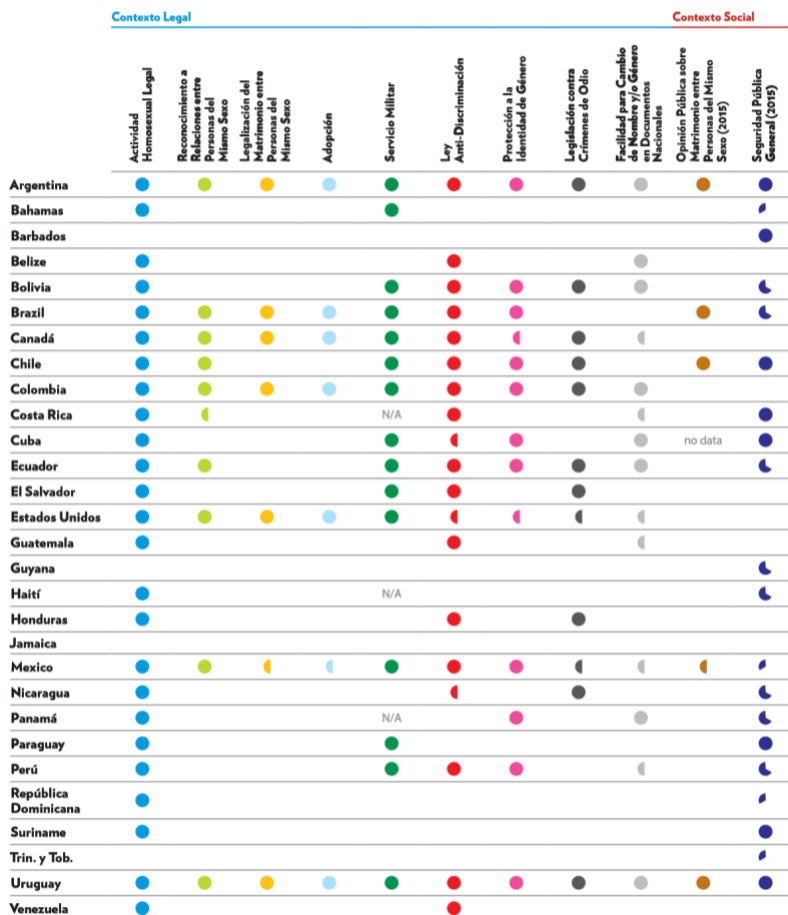 Contexto Legal
Contexto Social
Actividad
Homosexual Legal
Reconocimiento a
Relaciones entre
Personas del
Mismo Sexo
Legalización del
Matrimonio entre
Personas del
Mismo Sexo
Adopción
Servicio Militar
Ley
Anti-Discriminación
Protección a la
Identidad de Género
Legislación contra
Crímenes de Odio
Facilidad para Cambio
de Nombre y/o Género
en Documentos
Nacionales
Opinión Pública sobre
Matrimonio entre
Personas del Mismo
Sexo (2015)
Seguridad Pública
General (2015)
Argentina
Bahamas
Barbados
Belize
Bolivia
Brazil
Canadá
Chile
Colombia
Costa Rica N/A
Cuba no data
Ecuador
El Salvador
Estados Unidos
Guatemala
Guyana
Haití N/A
Honduras
Jamaica
Mexico
Nicaragua
Panamá N/A
Paraguay
Perú
República
Dominicana
Suriname
Trin. y Tob.
Uruguay
Venezuela